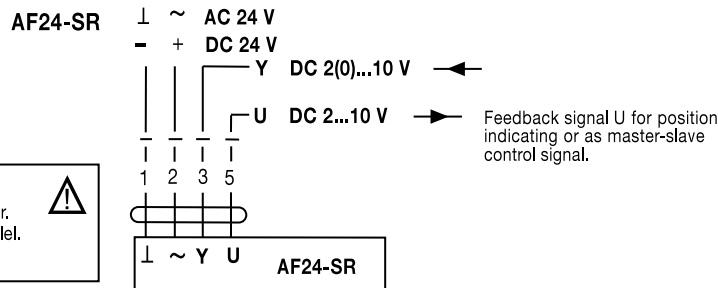 AF24-SR ⊥ ~ AC 24 V
- + DC 24 V
Y DC 2(0)...10 V
U DC 2...10 V
Feedback signal U for position
indicating or as master-slave
control signal.
1 2 3 5
⊥ ~ Y U
AF24-SR